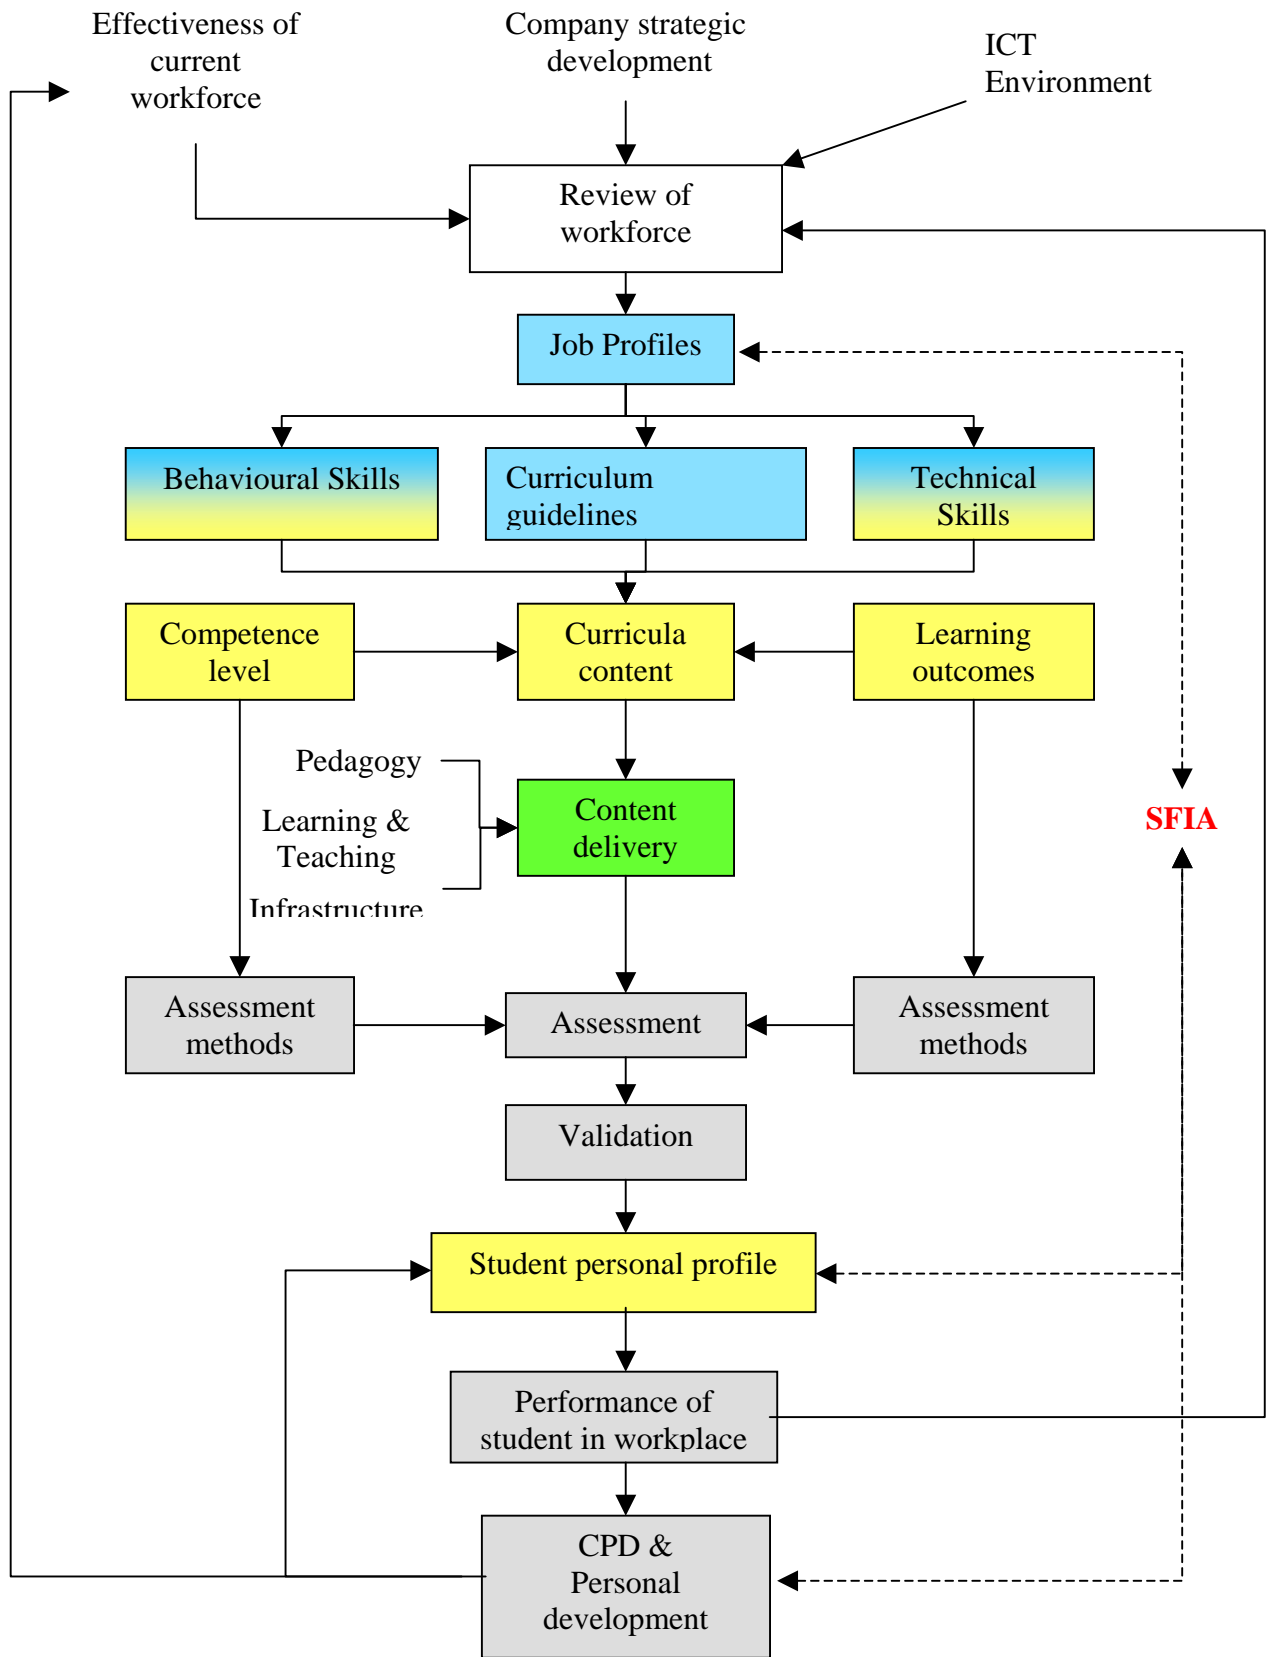 Effectiveness of
current
workforce
Company strategic
development
ICT
Environment
Review of
workforce
Job Profiles
Behavioural Skills
Curriculum
guidelines
Technical
Skills
Competence
level
Curricula
content
Learning
outcomes
Pedagogy
Learning &
Teaching
Infrastructure
Content
delivery
SFIA
Assessment
methods
Assessment
Assessment
methods
Validation
Student personal profile
Performance of
student in workplace
CPD &
Personal
development